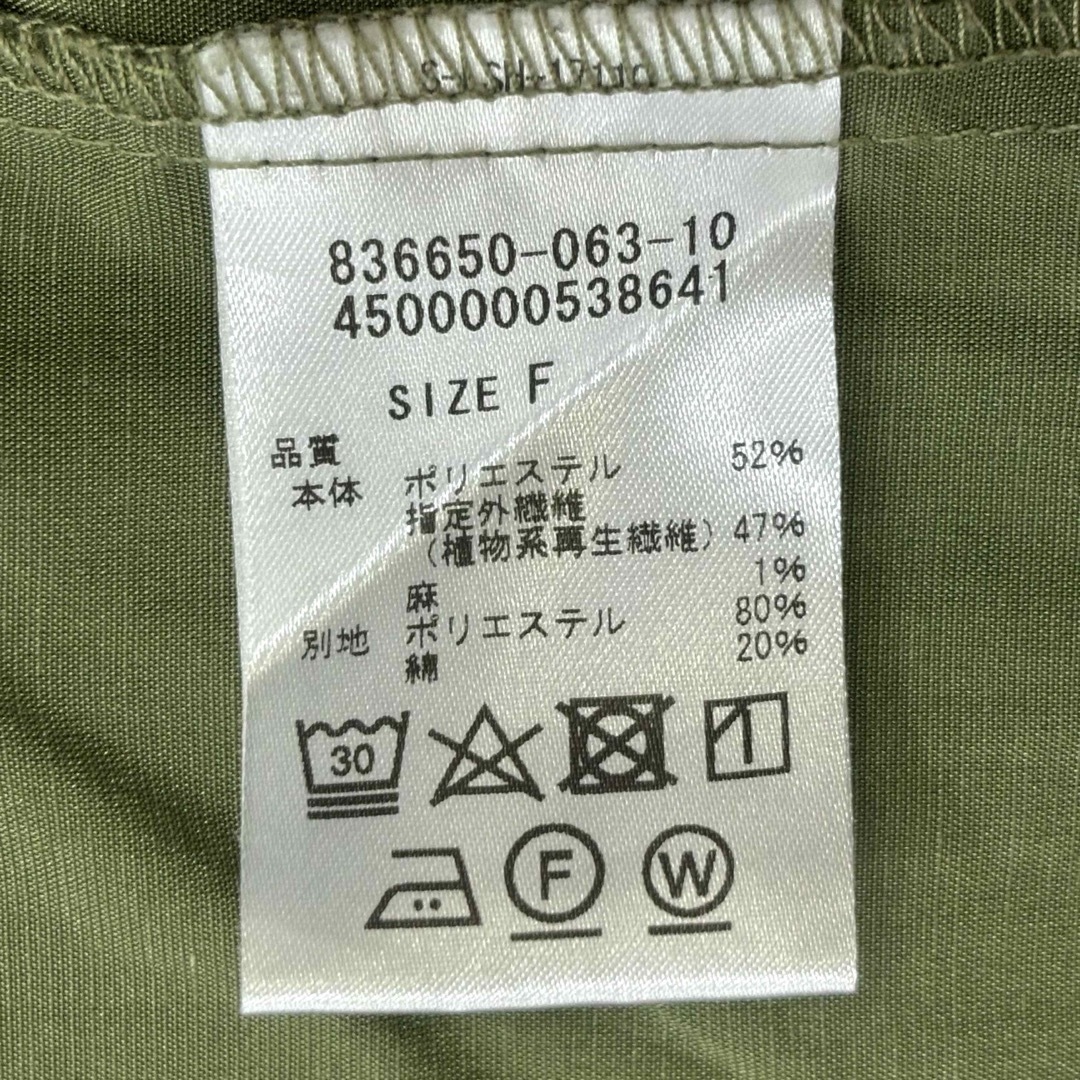 836650-063-10
4500000538641
SIZE F
品質
本体 ポリエステル 52%
指定外繊維
(植物系再生繊維) 47%
麻 1%
別地 ポリエステル 80%
綿 20%
30
F W